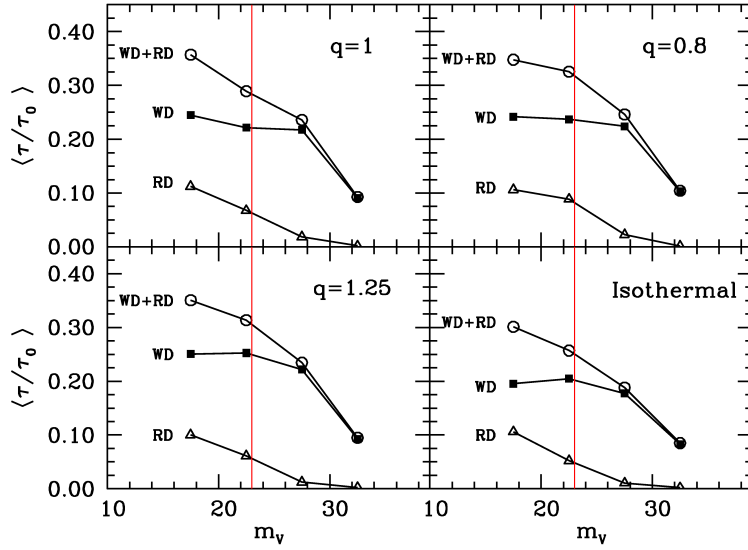 0.40
0.30
0.20
0.10
0.00
⟨τ/τ₀⟩
q=1
WD+RD
WD
RD
q=0.8
WD+RD
WD
RD
0.40
0.30
0.20
0.10
0.00
⟨τ/τ₀⟩
q=1.25
WD+RD
WD
RD
Isothermal
WD+RD
WD
RD
10 20 30
m_V
10 20 30
m_V